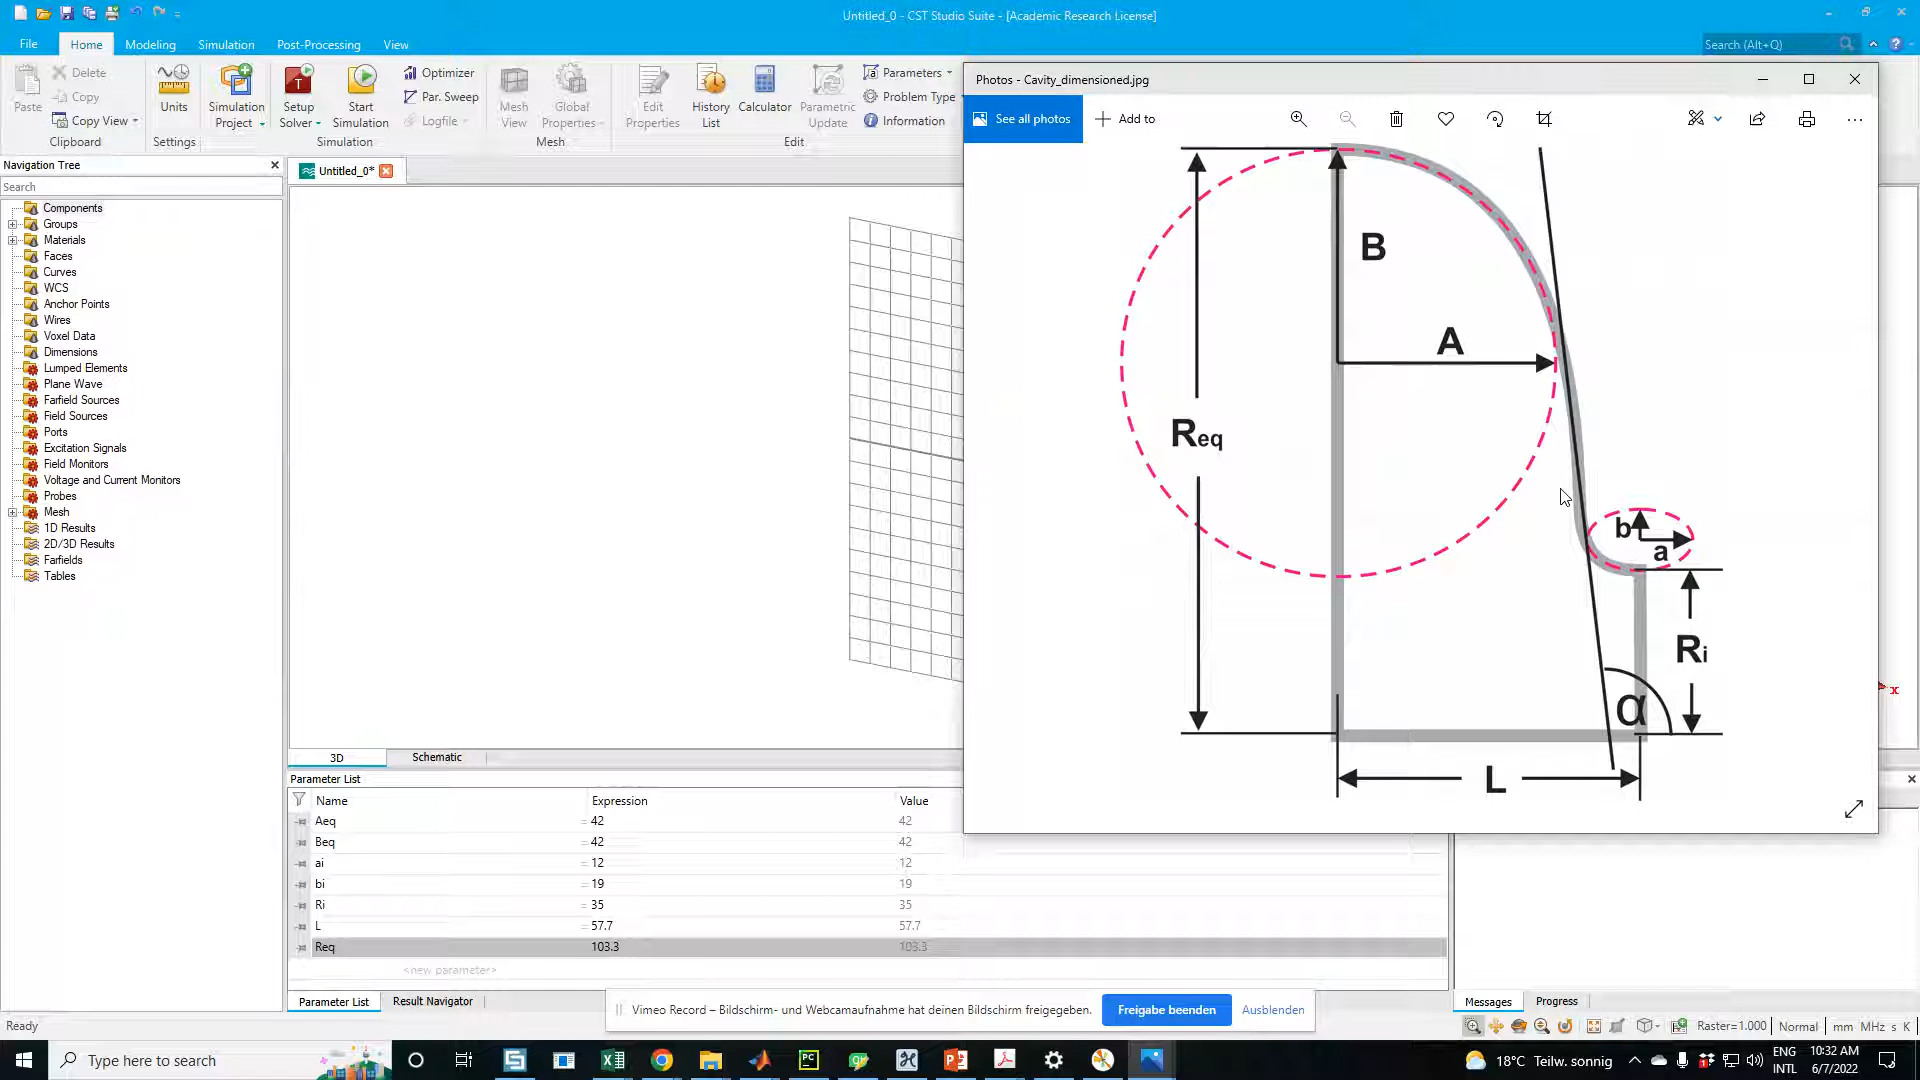 Untitled_0 - CST Studio Suite - [Academic Research License]
File
Home
Modeling
Simulation
Post-Processing
View
Search (Alt+Q)
Paste
Delete
Copy
Copy View
Clipboard
Units
Settings
Simulation
Project
Setup
Solver
Start
Simulation
Optimizer
Par. Sweep
Logfile
Simulation
Mesh
View
Global
Properties
Mesh
Edit
Properties
History
List
Calculator
Parametric
Update
Parameters
Problem Type
Information
Edit
Navigation Tree
Search
Components
Groups
Materials
Faces
Curves
WCS
Anchor Points
Wires
Voxel Data
Dimensions
Lumped Elements
Plane Wave
Farfield Sources
Field Sources
Ports
Excitation Signals
Field Monitors
Voltage and Current Monitors
Probes
Mesh
1D Results
2D/3D Results
Farfields
Tables
Untitled_0*
3D
Schematic
Photos - Cavity_dimensioned.jpg
See all photos
Add to
B
A
Req
b
a
Ri
α
L
x
Parameter List
Name Expression Value
Aeq = 42 42
Beq = 42 42
ai = 12 12
bi = 19 19
Ri = 35 35
L = 57.7 57.7
Req 103.3 103.3
<new parameter>
Parameter List
Result Navigator
Vimeo Record – Bildschirm- und Webcamaufnahme hat deinen Bildschirm freigegeben.
Freigabe beenden
Ausblenden
Messages
Progress
Ready
Raster=1.000
Normal
mm MHz s K
Type here to search
18°C Teilw. sonnig
ENG
INTL
10:32 AM
6/7/2022